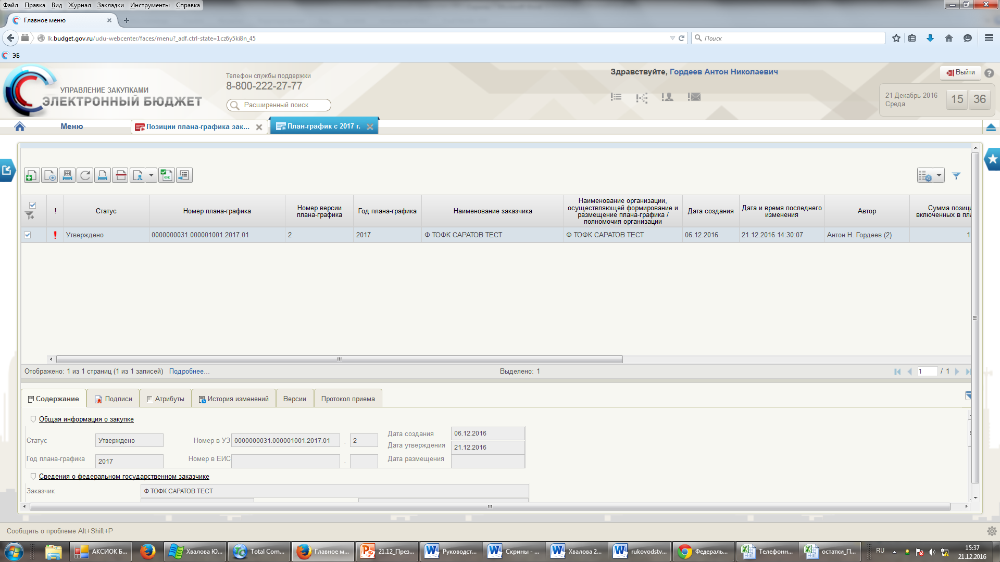 Файл Правка Вид Журнал Закладки Инструменты Справка
Главное меню
lk.budget.gov.ru/udu-webcenter/faces/menu?_adf.ctrl-state=1cz6y5ki8n_45
Поиск
ЭБ
УПРАВЛЕНИЕ ЗАКУПКАМИ
ЭЛЕКТРОННЫЙ БЮДЖЕТ
Телефон службы поддержки
8-800-222-27-77
Расширенный поиск
Здравствуйте, Гордеев Антон Николаевич
Выйти
21 Декабрь 2016
Среда
15 36
Меню
Позиции плана-графика зак...
План-график с 2017 г.
!
Статус
Номер плана-графика
Номер версии плана-графика
Год плана-графика
Наименование заказчика
Наименование организации, осуществляющей формирование и размещение плана-графика / полномочия организации
Дата создания
Дата и время последнего изменения
Автор
Сумма позиц
включенных в пла
Утверждено 0000000031.000001001.2017.01 2 2017 Ф ТОФК САРАТОВ ТЕСТ Ф ТОФК САРАТОВ ТЕСТ 06.12.2016 21.12.2016 14:30:07 Антон Н. Гордеев (2) 1
Отображено: 1 из 1 страниц (1 из 1 записей) Подробнее... Выделено: 1 1 / 1
Содержание Подписи Атрибуты История изменений Версии Протокол приема
Общая информация о закупке
Статус Утверждено Номер в УЗ 0000000031.000001001.2017.01 . 2
Дата создания 06.12.2016
Дата утверждения 21.12.2016
Год плана-графика 2017 Номер в ЕИС . Дата размещения
Сведения о федеральном государственном заказчике
Заказчик Ф ТОФК САРАТОВ ТЕСТ
Сообщить о проблеме Alt+Shift+P
АКСИОК Б... Хвалова Ю... Total Com... Главное м... 21.12_През... Руководст... Скрины - ... Хвалова 2... rukovodstv... Федераль... Телефонн... остатки_П... RU
15:37
21.12.2016